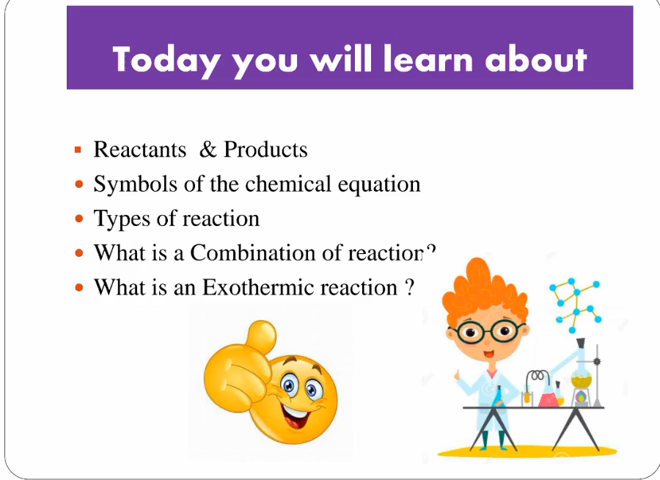 Today you will learn about
Reactants & Products
Symbols of the chemical equation
Types of reaction
What is a Combination of reaction?
What is an Exothermic reaction ?